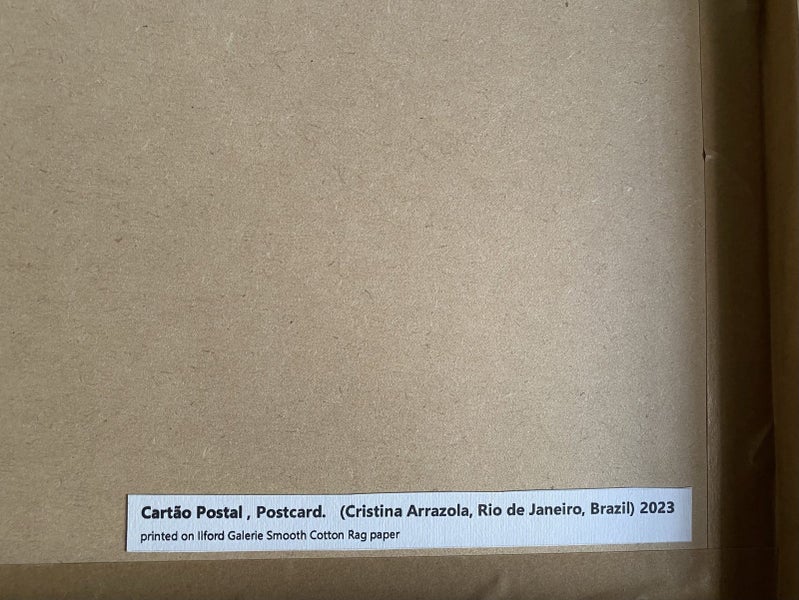 Cartão Postal , Postcard. (Cristina Arrazola, Rio de Janeiro, Brazil) 2023
printed on Ilford Galerie Smooth Cotton Rag paper